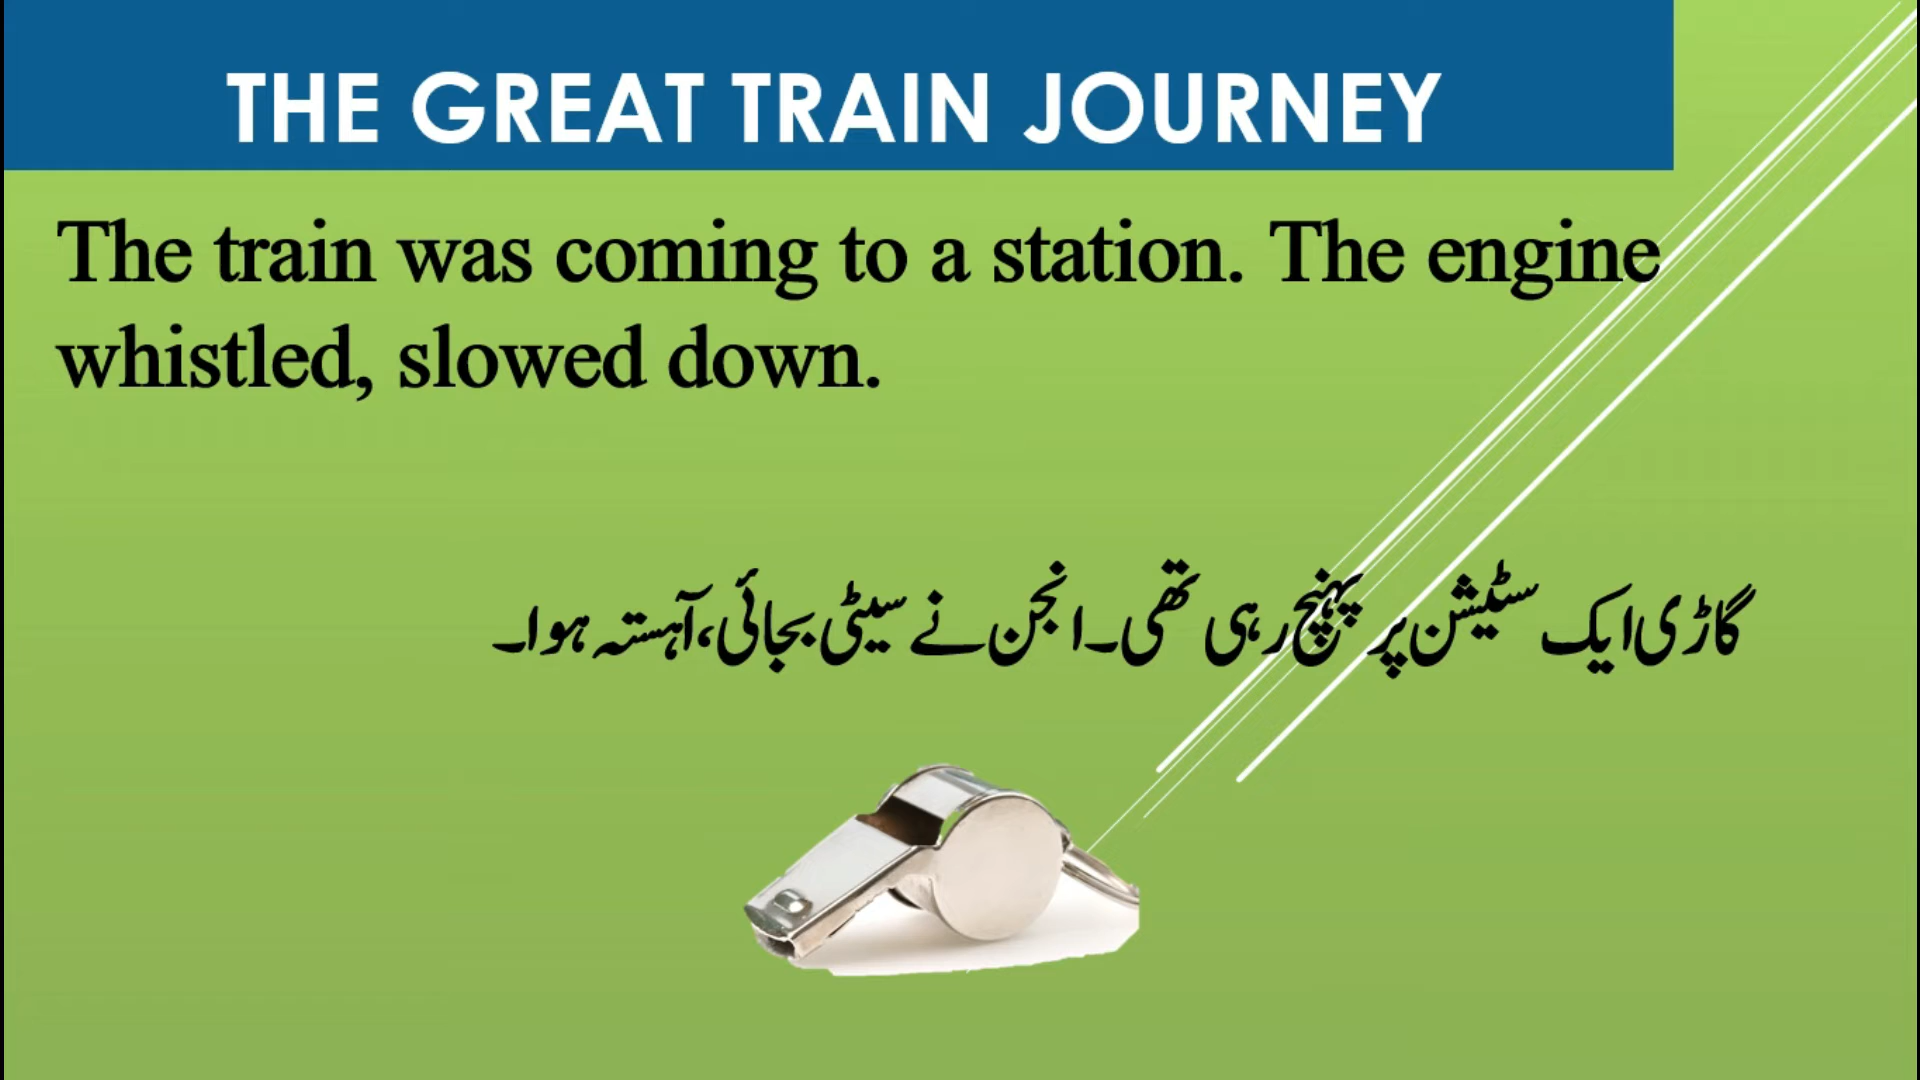 THE GREAT TRAIN JOURNEY
The train was coming to a station. The engine
whistled, slowed down.
گاڑی ایک سٹیشن پر پہنچ رہی تھی۔ انجن نے سیٹی بجائی، آہستہ ہوا۔